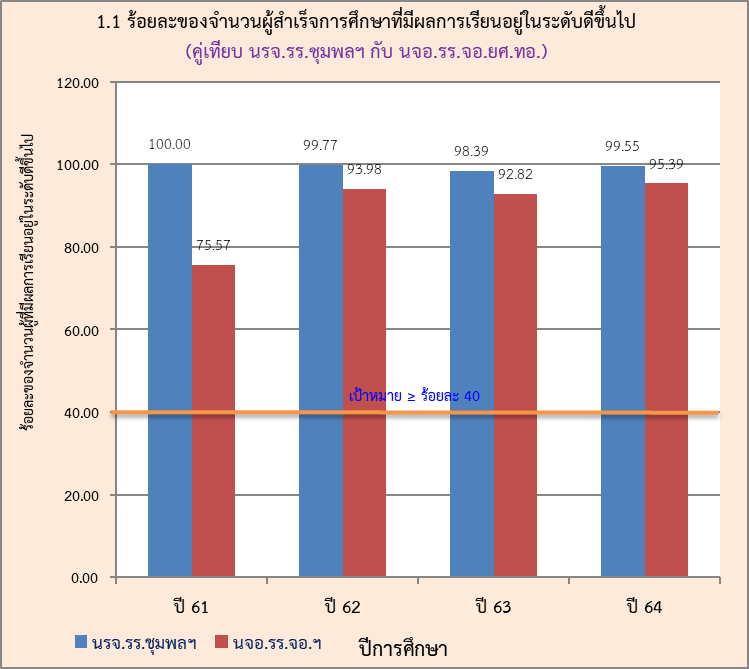 1.1 ร้อยละของจำนวนผู้สำเร็จการศึกษาที่มีผลการเรียนอยู่ในระดับดีขึ้นไป
(คู่เทียบ นรจ.รร.ชุมพลฯ กับ นจอ.รร.จอ.ยศ.ทอ.)
ร้อยละของจำนวนผู้ที่มีผลการเรียนอยู่ในระดับดีขึ้นไป
120.00
100.00
80.00
60.00
40.00
20.00
0.00
100.00
75.57
99.77
93.98
98.39
92.82
99.55
95.39
เป้าหมาย ≥ ร้อยละ 40
ปี 61
ปี 62
ปี 63
ปี 64
นรจ.รร.ชุมพลฯ
นจอ.รร.จอ.ฯ
ปีการศึกษา